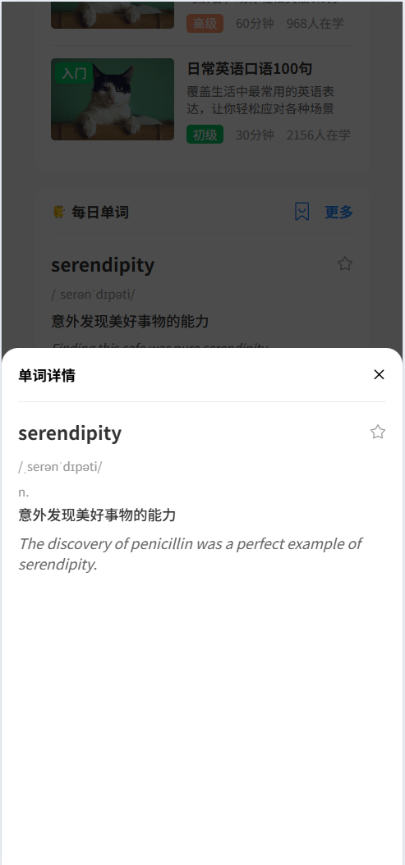 高级 60分钟 968人在学
入门
日常英语口语100句
覆盖生活中最常用的英语表
达，让你轻松应对各种场景
初级 30分钟 2156人在学
每日单词 更多
serendipity
/ˌserənˈdɪpəti/
意外发现美好事物的能力
Finding this cafe was pure serendipity.
单词详情
serendipity
/ˌserənˈdɪpəti/
n.
意外发现美好事物的能力
The discovery of penicillin was a perfect example of
serendipity.